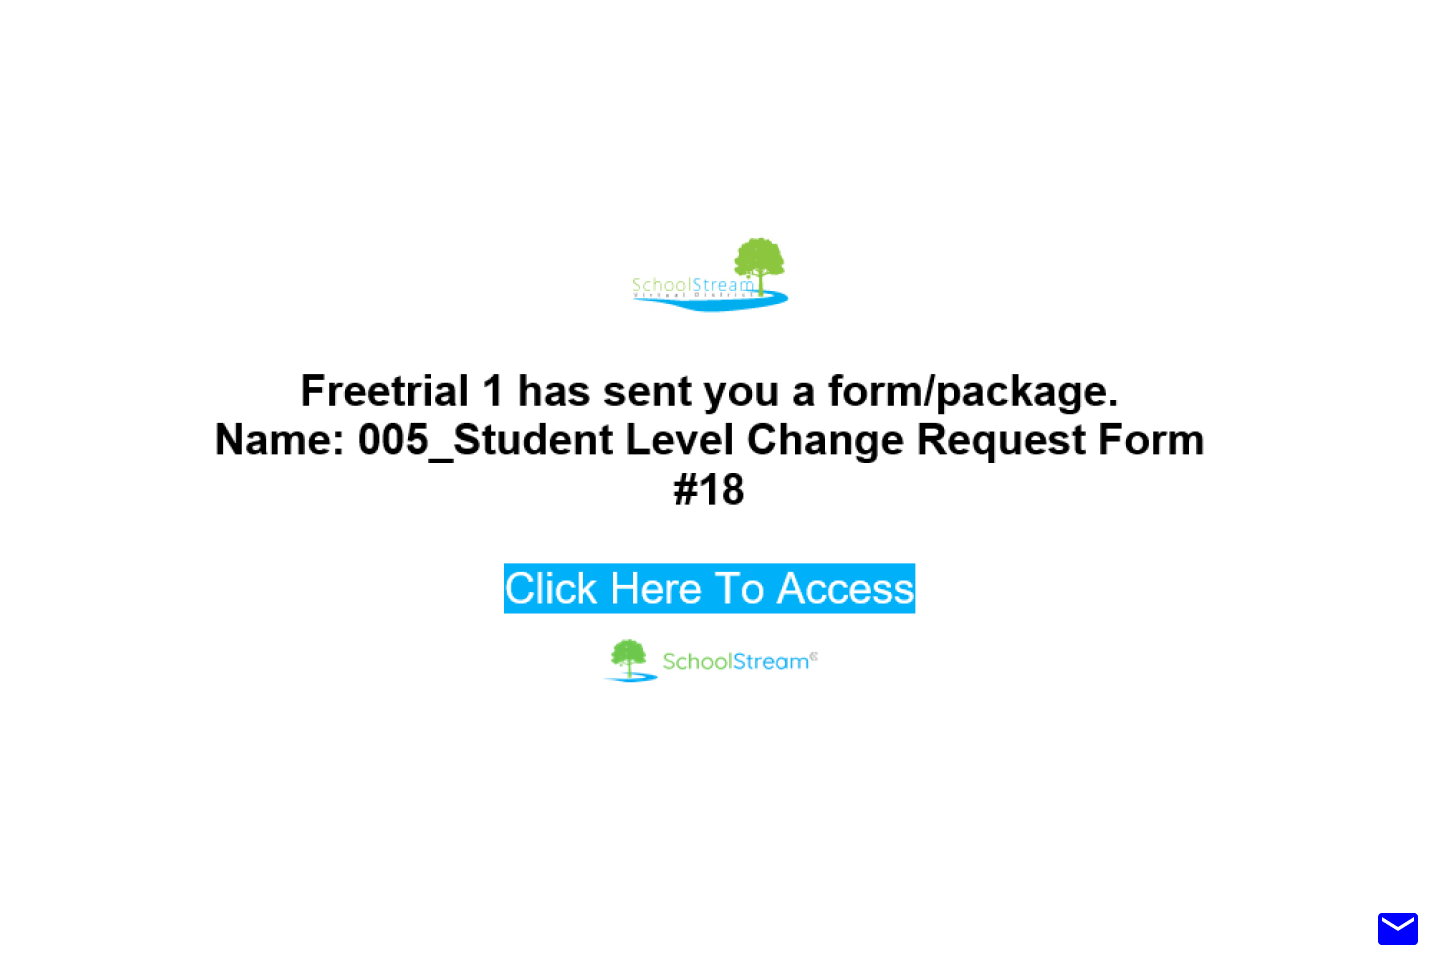 SchoolStream
Virtual District
Freetrial 1 has sent you a form/package.
Name: 005_Student Level Change Request Form
#18
Click Here To Access
SchoolStream